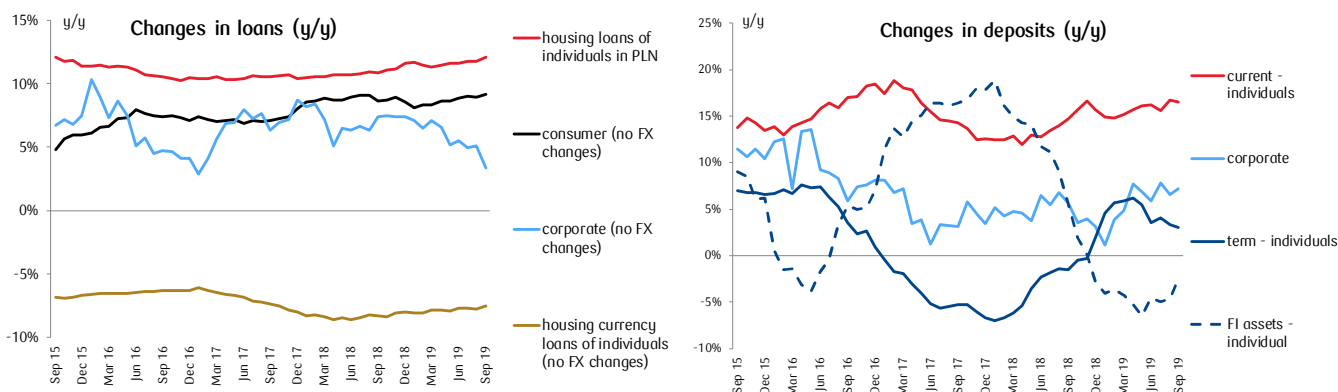 y/y
Changes in loans (y/y)
15%
10%
5%
0%
-5%
-10%
Sep 15
Dec 15
Mar 16
Jun 16
Sep 16
Dec 16
Mar 17
Jun 17
Sep 17
Dec 17
Mar 18
Jun 18
Sep 18
Dec 18
Mar 19
Jun 19
Sep 19
housing loans of
individuals in PLN
consumer (no FX
changes)
corporate (no FX
changes)
housing currency
loans of individuals
(no FX changes)
y/y
Changes in deposits (y/y)
25%
20%
15%
10%
5%
0%
-5%
-10%
Sep 15
Dec 15
Mar 16
Jun 16
Sep 16
Dec 16
Mar 17
Jun 17
Sep 17
Dec 17
Mar 18
Jun 18
Sep 18
Dec 18
Mar 19
Jun 19
Sep 19
current -
individuals
corporate
term - individuals
FI assets -
individual